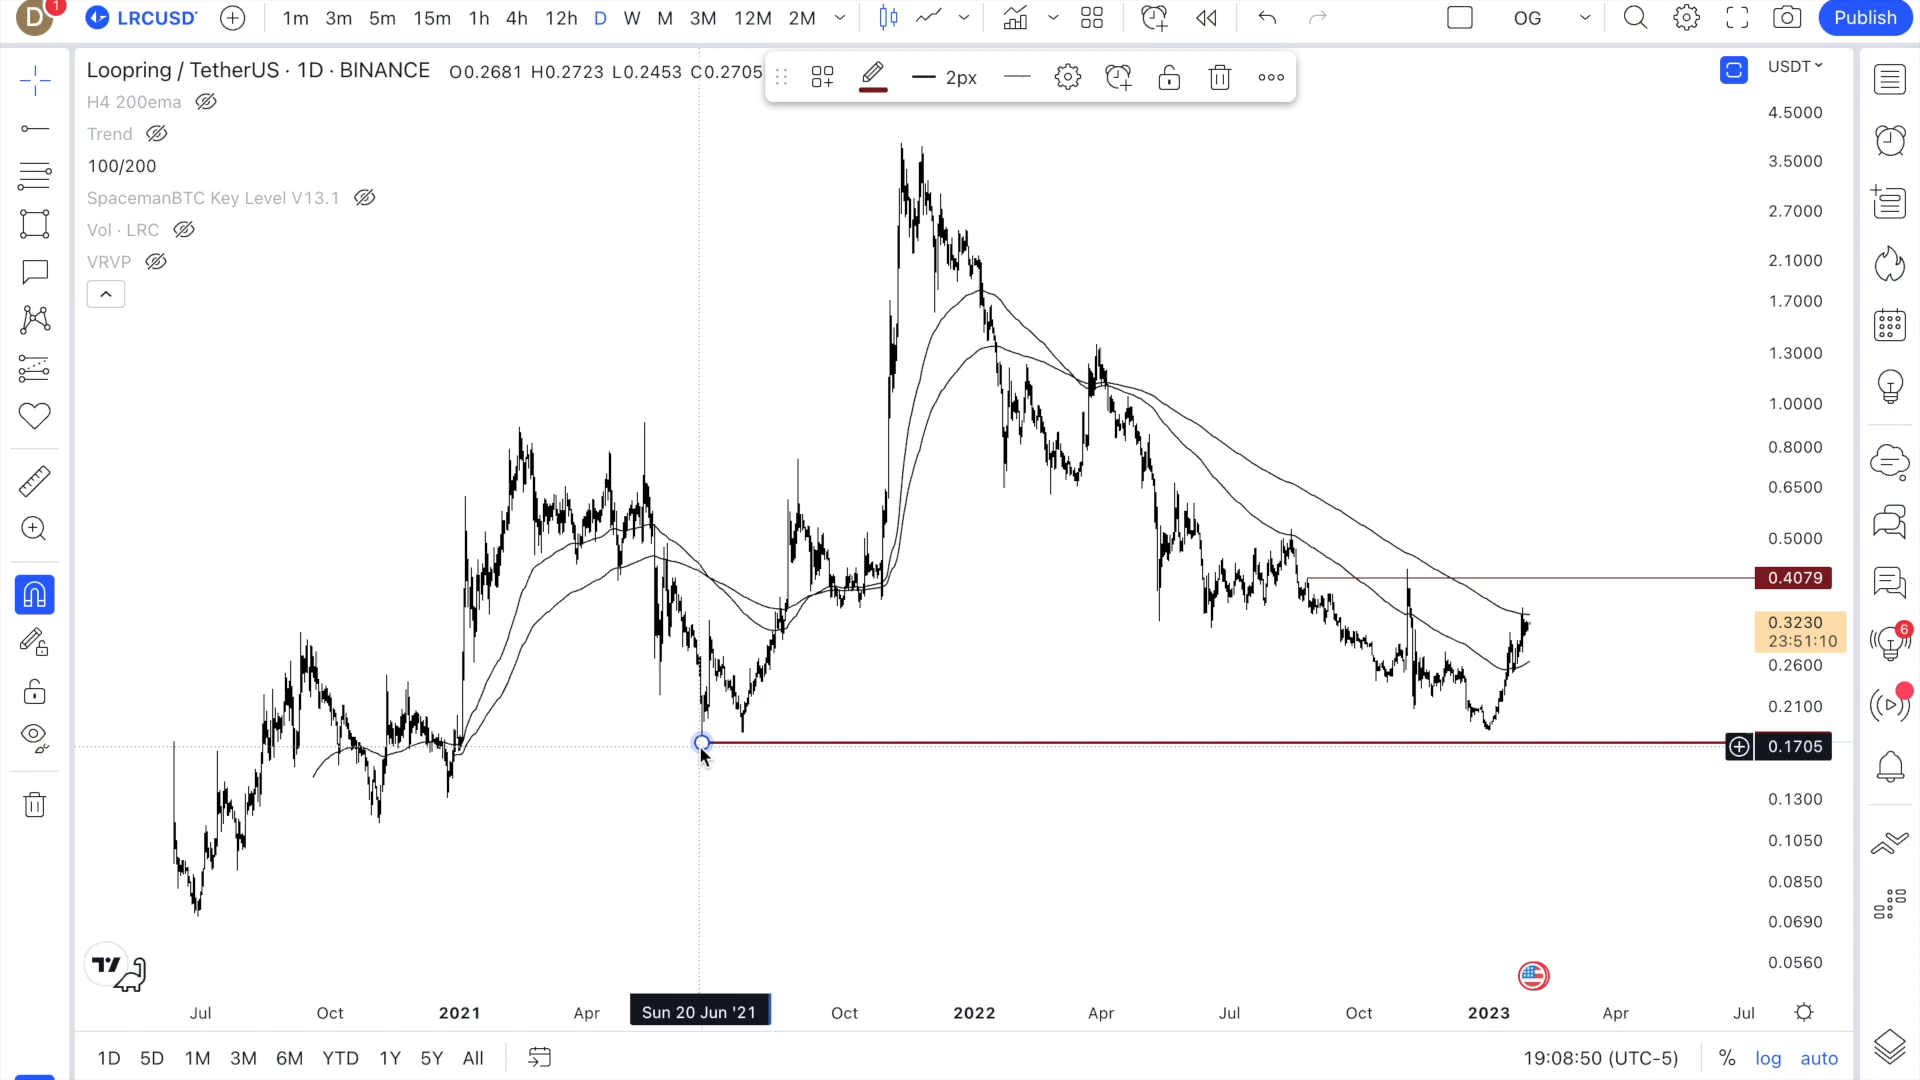 D 1 LRCUSD 1m 3m 5m 15m 1h 4h 12h D W M 3M 12M 2M OG Publish
Loopring / TetherUS · 1D · BINANCE O0.2681 H0.2723 L0.2453 C0.2705 2px USDT
H4 200ema
Trend
100/200
SpacemanBTC Key Level V13.1
Vol · LRC
VRVP
4.5000
3.5000
2.7000
2.1000
1.7000
1.3000
1.0000
0.8000
0.6500
0.5000
0.4079
0.3230
23:51:10
0.2600
0.2100
0.1705
0.1300
0.1050
0.0850
0.0690
0.0560
6
Jul Oct 2021 Apr Sun 20 Jun '21 Oct 2022 Apr Jul Oct 2023 Apr Jul
1D 5D 1M 3M 6M YTD 1Y 5Y All 19:08:50 (UTC-5) % log auto